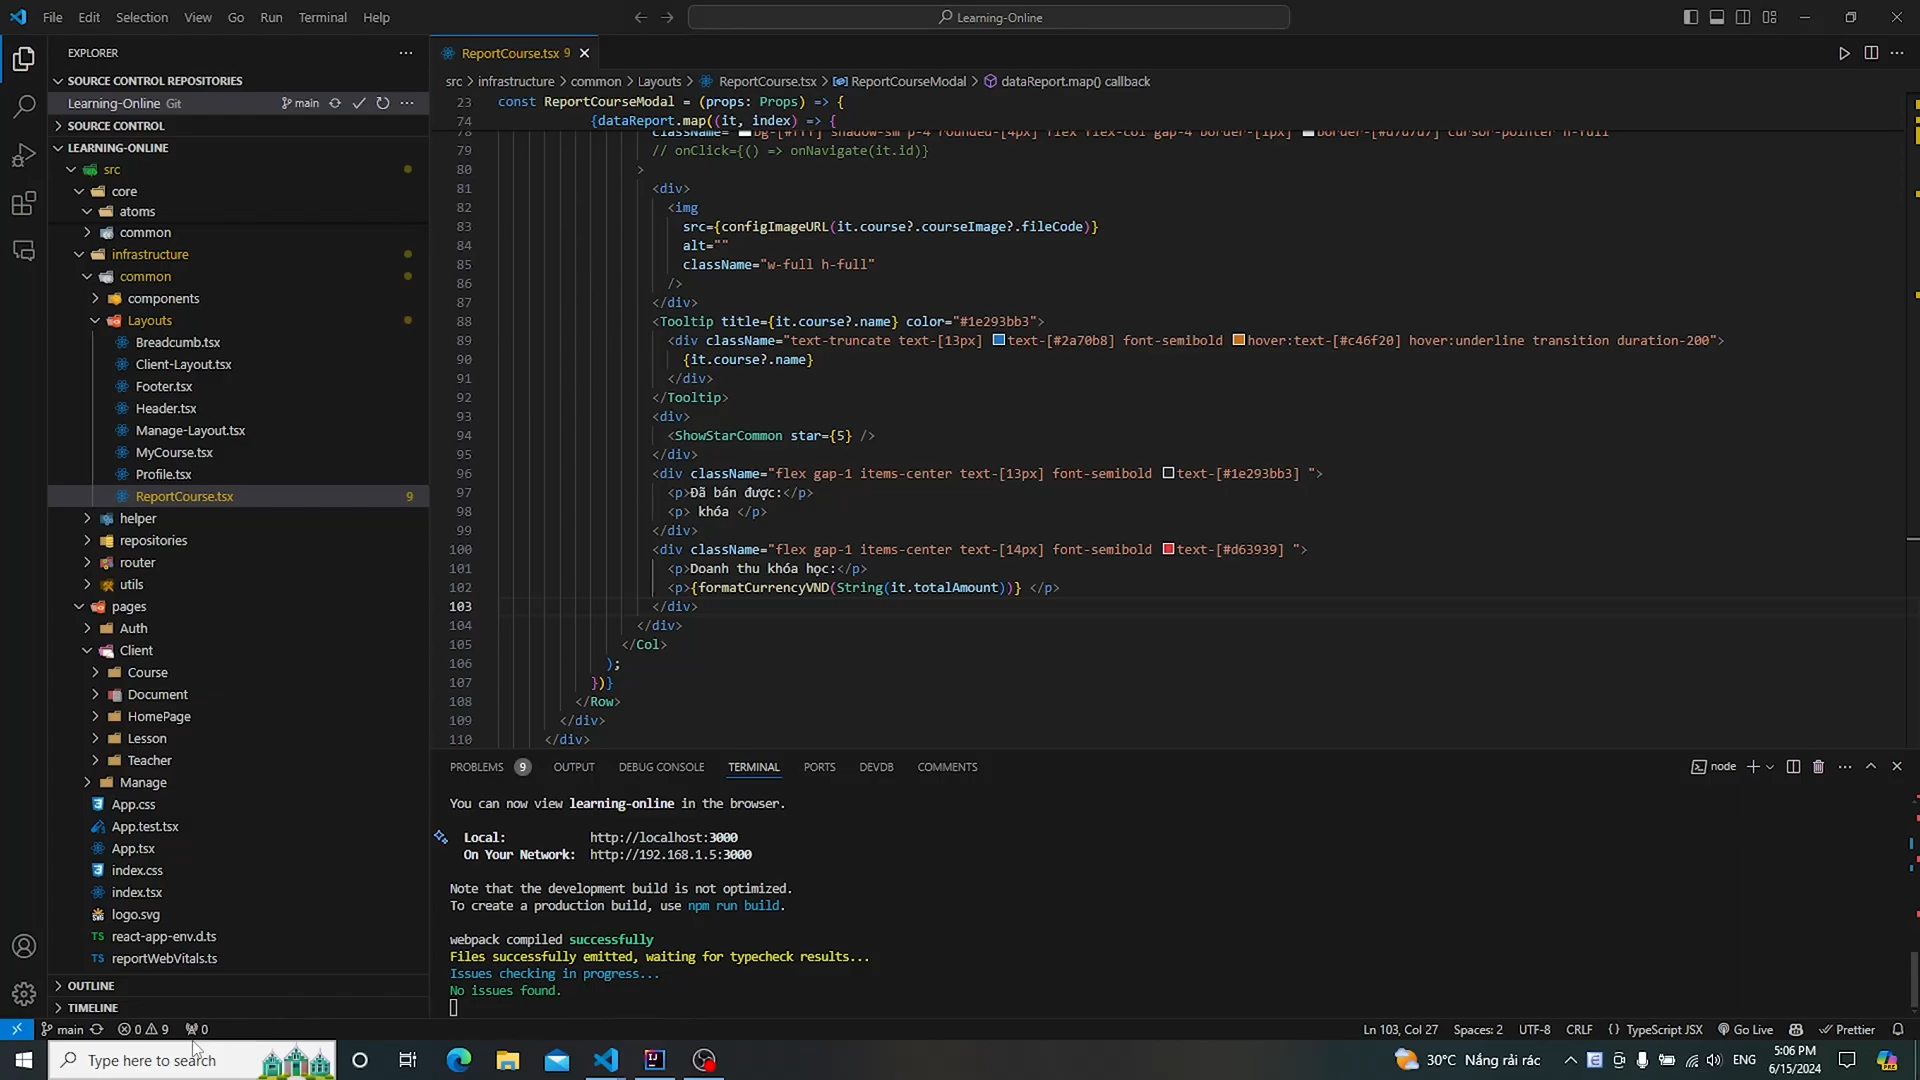 File Edit Selection View Go Run Terminal Help
Learning-Online
EXPLORER
SOURCE CONTROL REPOSITORIES
Learning-Online Git main
SOURCE CONTROL
LEARNING-ONLINE
src
core
atoms
common
infrastructure
common
components
Layouts
Breadcumb.tsx
Client-Layout.tsx
Footer.tsx
Header.tsx
Manage-Layout.tsx
MyCourse.tsx
Profile.tsx
ReportCourse.tsx 9
helper
repositories
router
utils
pages
Auth
Client
Course
Document
HomePage
Lesson
Teacher
Manage
App.css
App.test.tsx
App.tsx
index.css
index.tsx
logo.svg
TS react-app-env.d.ts
TS reportWebVitals.ts
OUTLINE
TIMELINE
ReportCourse.tsx 9
src > infrastructure > common > Layouts > ReportCourse.tsx > ReportCourseModal > dataReport.map() callback
23 const ReportCourseModal = (props: Props) => {
74 {dataReport.map((it, index) => {
78 className="bg-[#fff] shadow-sm p-4 rounded-[4px] flex flex-col gap-4 border-[1px] border-[#d7d7d7] cursor-pointer h-full"
79 // onClick={() => onNavigate(it.id)}
80 >
81 <div>
82 <img
83 src={configImageURL(it.course?.courseImage?.fileCode)}
84 alt=""
85 className="w-full h-full"
86 />
87 </div>
88 <Tooltip title={it.course?.name} color="#1e293bb3">
89 <div className="text-truncate text-[13px] text-[#2a70b8] font-semibold hover:text-[#c46f20] hover:underline transition duration-200">
90 {it.course?.name}
91 </div>
92 </Tooltip>
93 <div>
94 <ShowStarCommon star={5} />
95 </div>
96 <div className="flex gap-1 items-center text-[13px] font-semibold text-[#1e293bb3] ">
97 <p>Đã bán được:</p>
98 <p> khóa </p>
99 </div>
100 <div className="flex gap-1 items-center text-[14px] font-semibold text-[#d63939] ">
101 <p>Doanh thu khóa học:</p>
102 <p>{formatCurrencyVND(String(it.totalAmount))} </p>
103 </div>
104 </div>
105 </Col>
106 );
107 })}
108 </Row>
109 </div>
110 </div>
PROBLEMS 9 OUTPUT DEBUG CONSOLE TERMINAL PORTS DEVDB COMMENTS
node
You can now view learning-online in the browser.
Local: http://localhost:3000
On Your Network: http://192.168.1.5:3000
Note that the development build is not optimized.
To create a production build, use npm run build.
webpack compiled successfully
Files successfully emitted, waiting for typecheck results...
Issues checking in progress...
No issues found.
main 0 9 0
Ln 103, Col 27 Spaces: 2 UTF-8 CRLF {} TypeScript JSX Go Live Prettier
Type here to search
30°C Nắng rải rác ENG
5:06 PM
6/15/2024